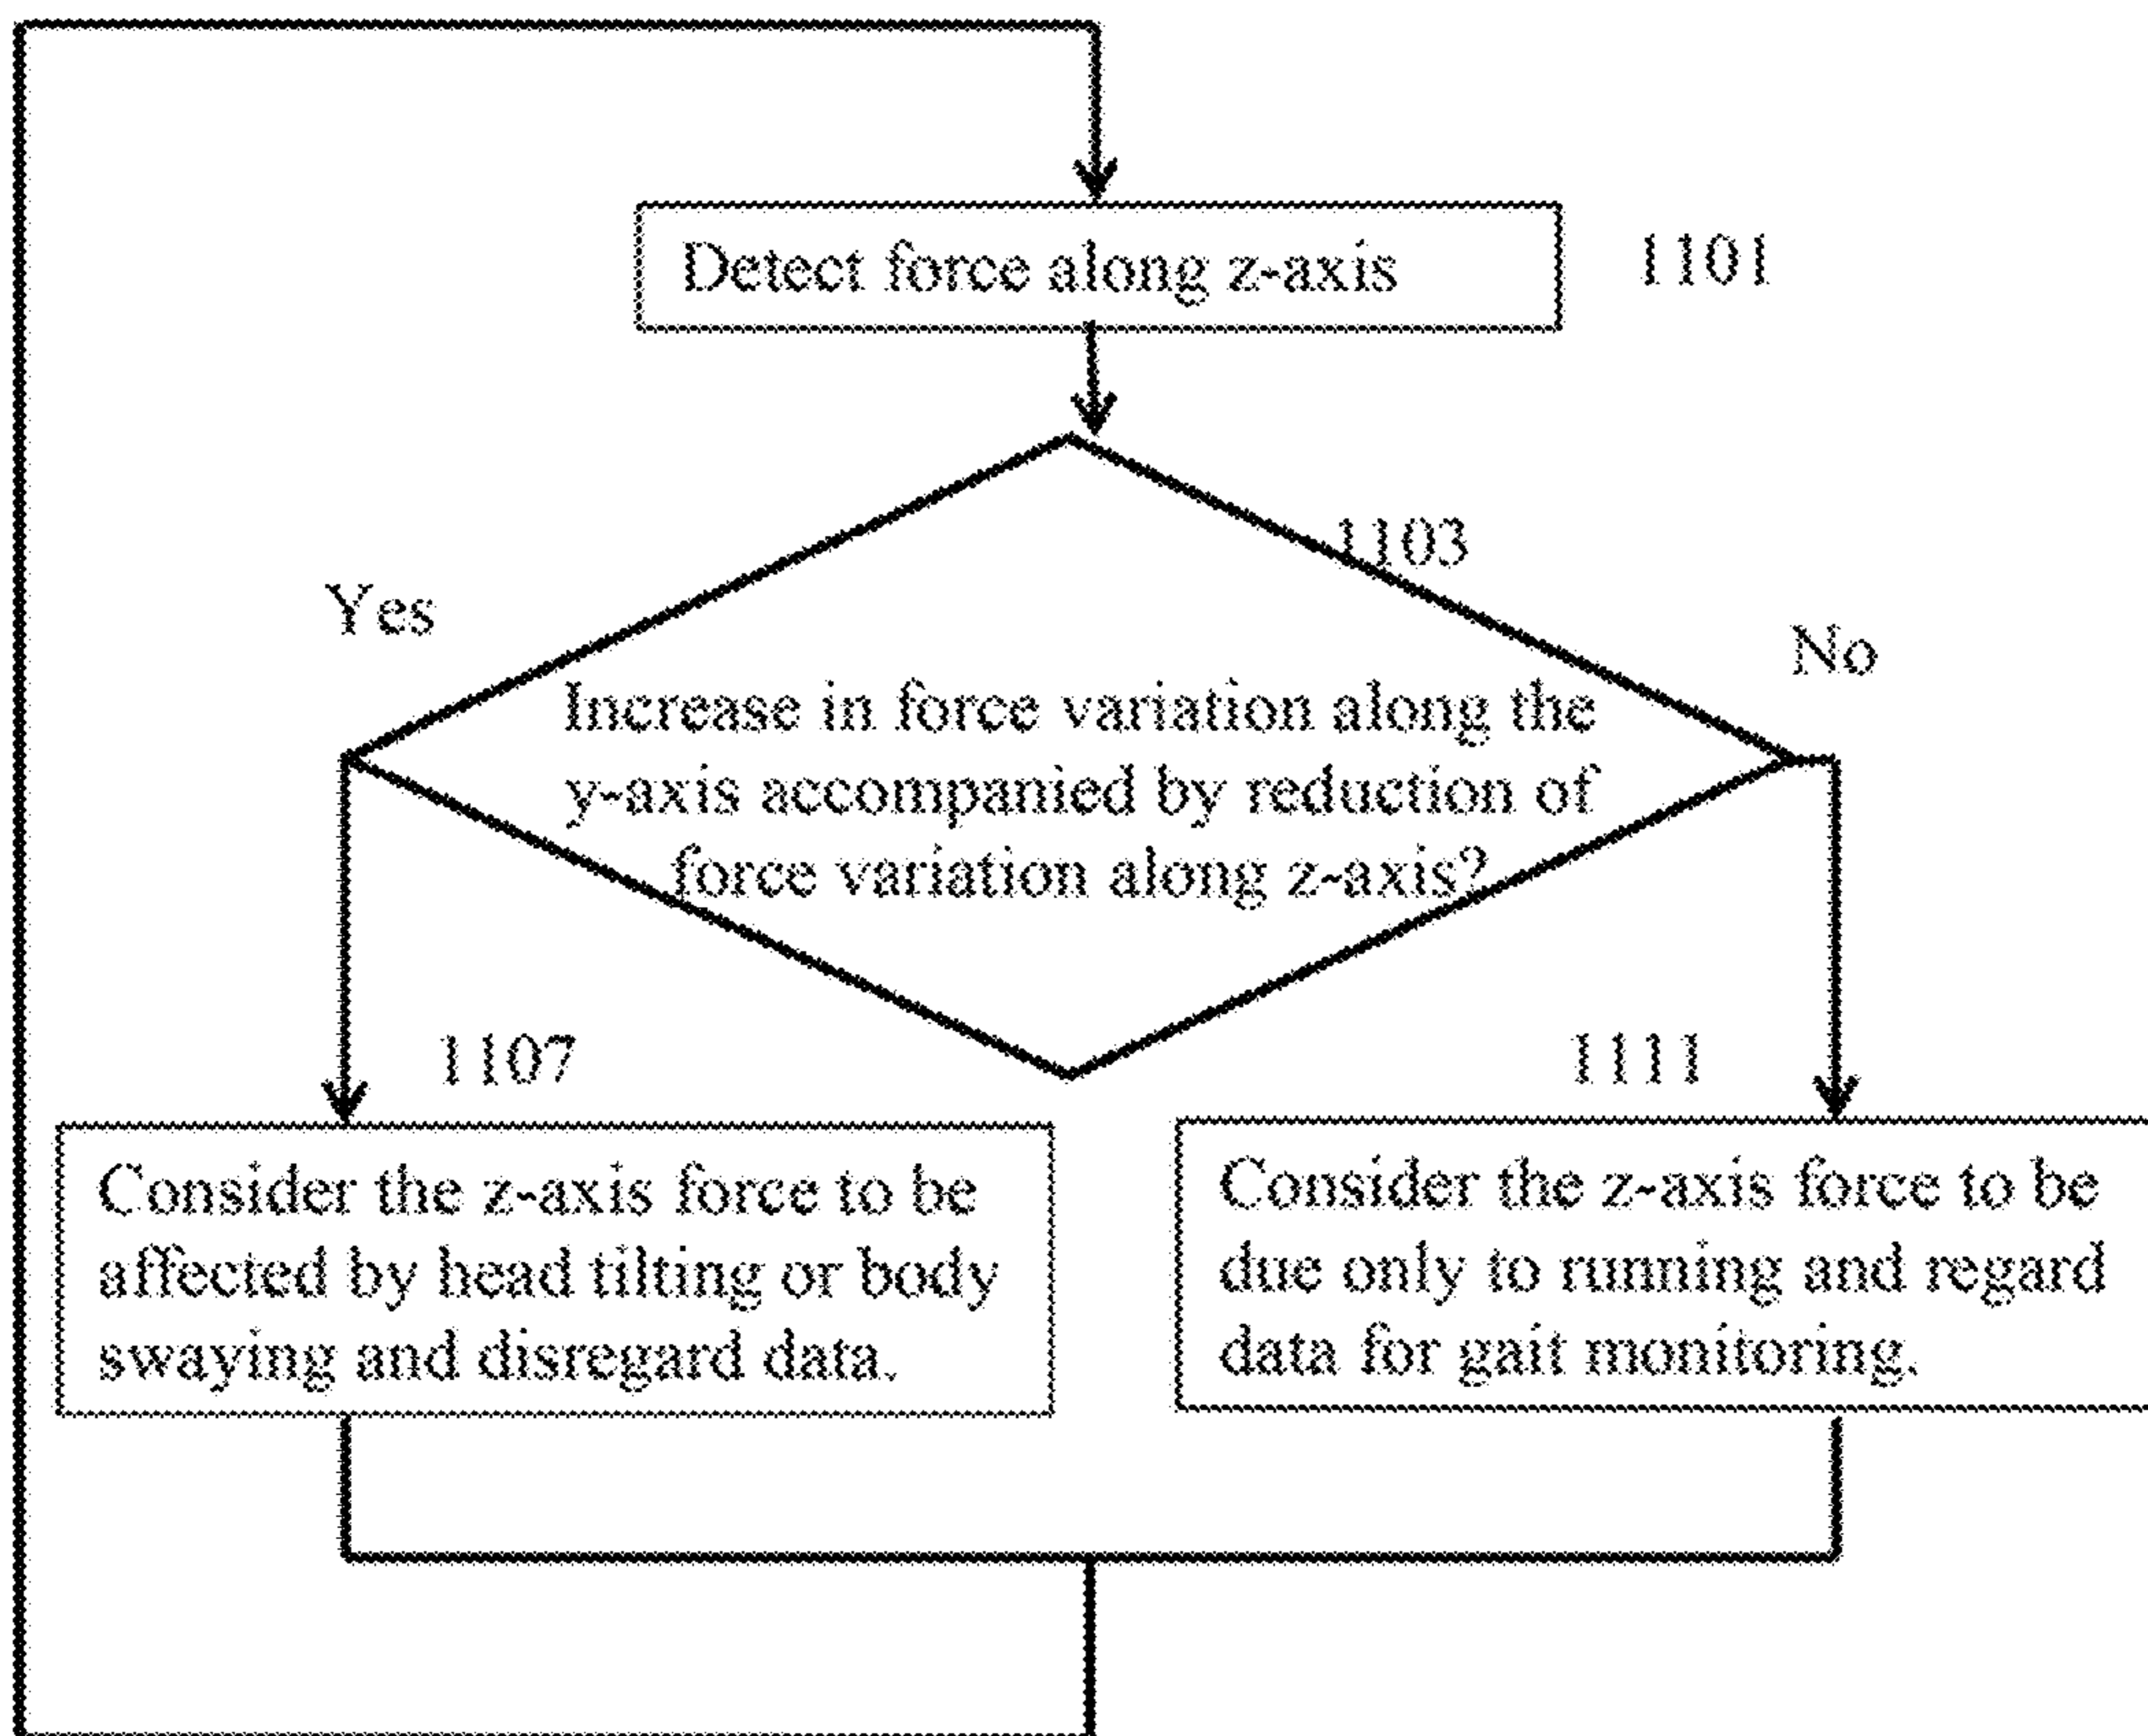 Detect force along z-axis
1101
1103
Yes
No
Increase in force variation along the
y-axis accompanied by reduction of
force variation along z-axis?
1107
1111
Consider the z-axis force to be
affected by head tilting or body
swaying and disregard data.
Consider the z-axis force to be
due only to running and regard
data for gait monitoring.